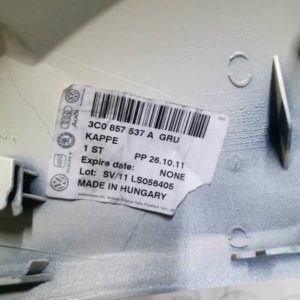 3C0 857 537 A GRU
KAPPE
1 ST PP 26.10.11
Expire date: NONE
Lot: SV/11 LS056405
MADE IN HUNGARY
Audi